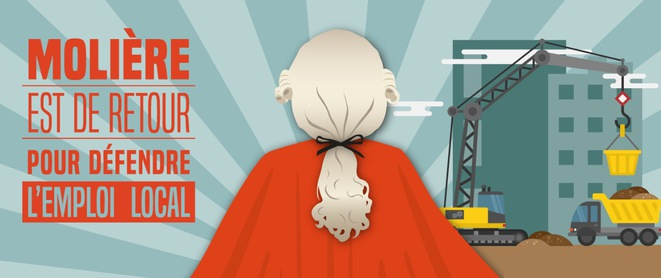 MOLIÈRE
EST DE RETOUR
POUR DÉFENDRE
L'EMPLOI LOCAL